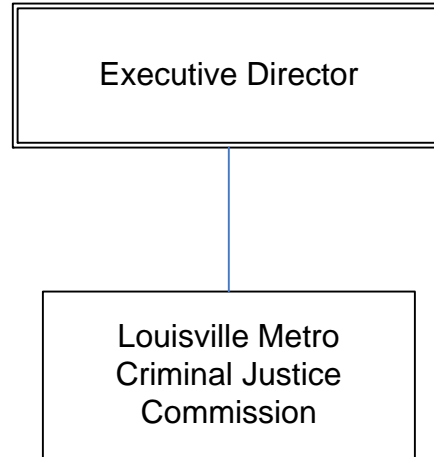 Executive Director
Louisville Metro
Criminal Justice
Commission